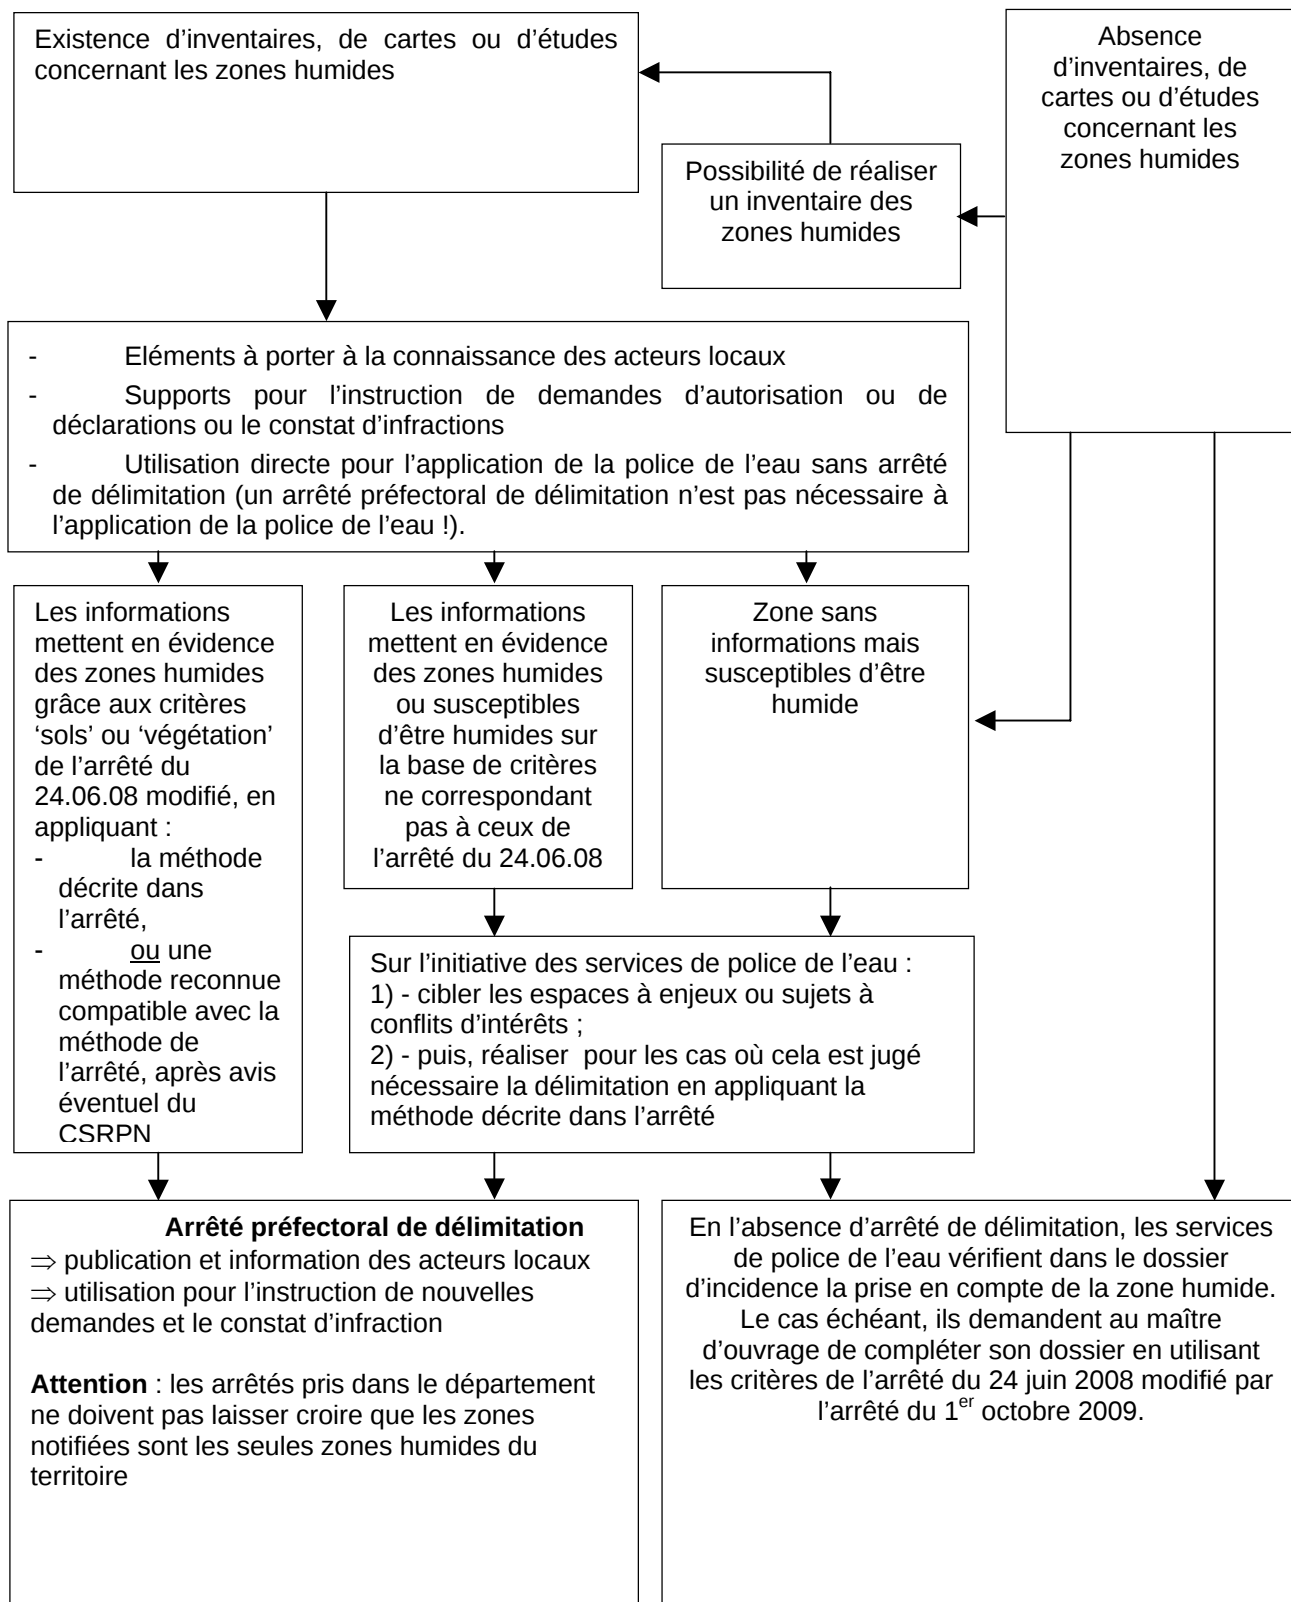 Existence d’inventaires, de cartes ou d’études
concernant les zones humides
Absence
d’inventaires, de
cartes ou d’études
concernant les
zones humides
Possibilité de réaliser
un inventaire des
zones humides
- Eléments à porter à la connaissance des acteurs locaux
- Supports pour l’instruction de demandes d’autorisation ou de
déclarations ou le constat d’infractions
- Utilisation directe pour l’application de la police de l’eau sans arrêté
de délimitation (un arrêté préfectoral de délimitation n’est pas nécessaire à
l’application de la police de l’eau !).
Les informations
mettent en évidence
des zones humides
grâce aux critères
‘sols’ ou ‘végétation’
de l’arrêté du
24.06.08 modifié, en
appliquant :
- la méthode
décrite dans
l’arrêté,
- ou une
méthode reconnue
compatible avec la
méthode de
l’arrêté, après avis
éventuel du
CSRPN
Les informations
mettent en évidence
des zones humides
ou susceptibles
d’être humides sur
la base de critères
ne correspondant
pas à ceux de
l’arrêté du 24.06.08
Zone sans
informations mais
susceptibles d’être
humide
Sur l’initiative des services de police de l’eau :
1) - cibler les espaces à enjeux ou sujets à
conflits d’intérêts ;
2) - puis, réaliser pour les cas où cela est jugé
nécessaire la délimitation en appliquant la
méthode décrite dans l’arrêté
Arrêté préfectoral de délimitation
⇒ publication et information des acteurs locaux
⇒ utilisation pour l’instruction de nouvelles
demandes et le constat d’infraction
Attention : les arrêtés pris dans le département
ne doivent pas laisser croire que les zones
notifiées sont les seules zones humides du
territoire
En l’absence d’arrêté de délimitation, les services
de police de l’eau vérifient dans le dossier
d’incidence la prise en compte de la zone humide.
Le cas échéant, ils demandent au maître
d’ouvrage de compléter son dossier en utilisant
les critères de l’arrêté du 24 juin 2008 modifié par
l’arrêté du 1er octobre 2009.